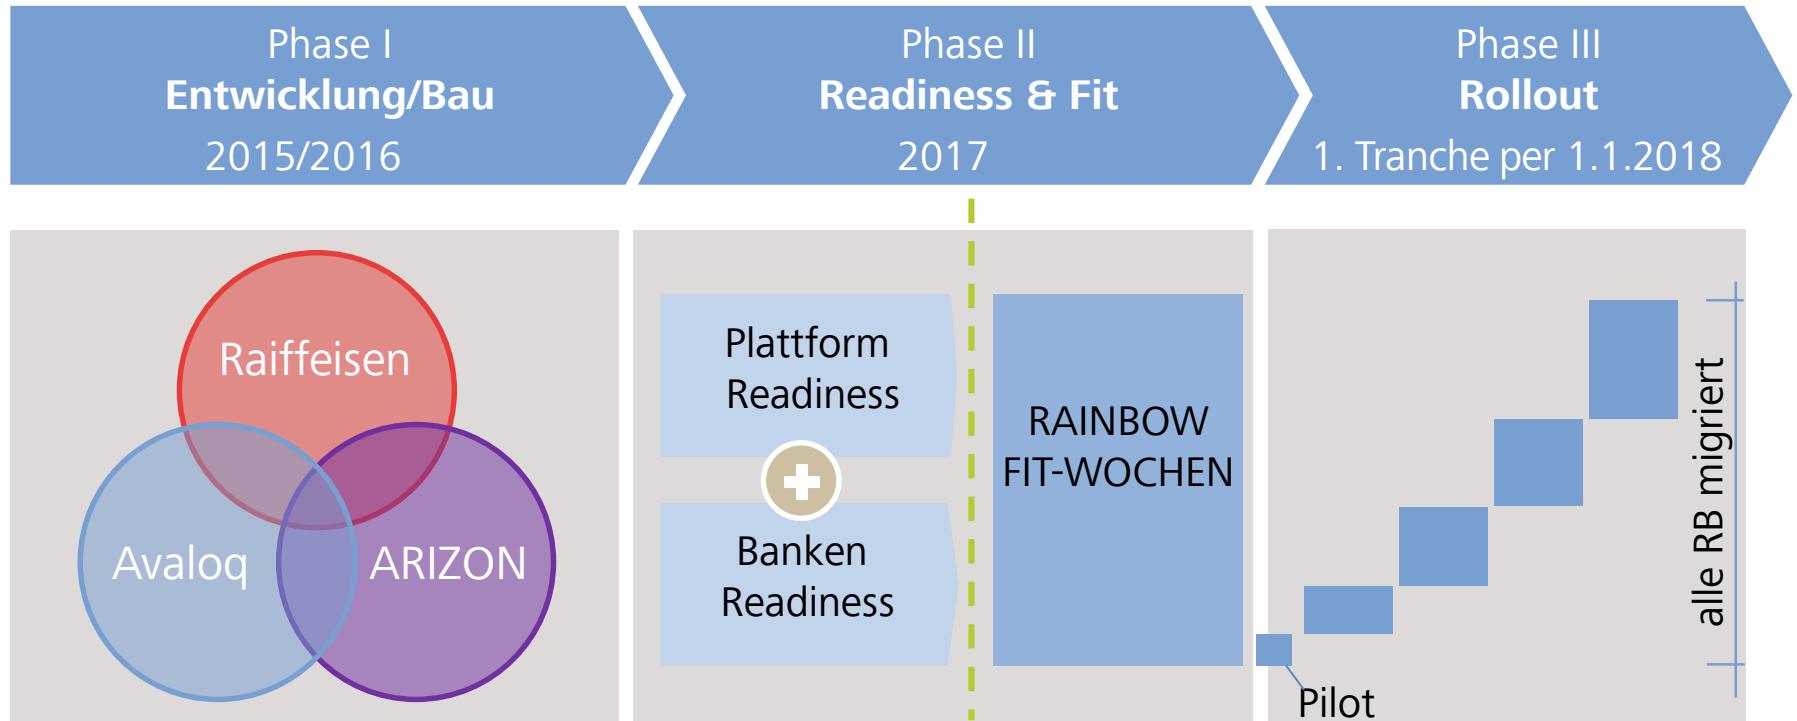 Phase I
Entwicklung/Bau
2015/2016
Phase II
Readiness & Fit
2017
Phase III
Rollout
1. Tranche per 1.1.2018
Raiffeisen
Avaloq
ARIZON
Plattform
Readiness
Banken
Readiness
RAINBOW
FIT-WOCHEN
Pilot
alle RB migriert